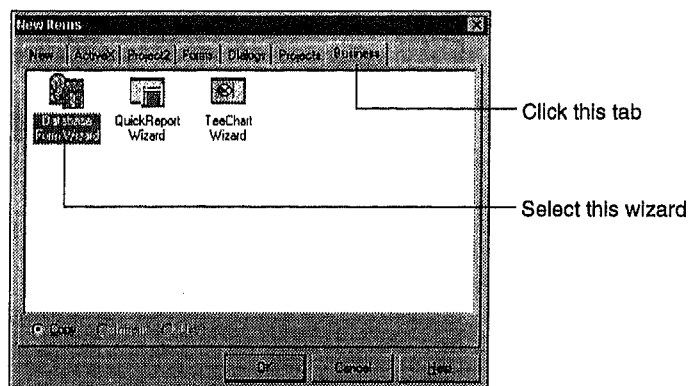 New Items
New ActiveX Project2 Forms Dialogs Projects Business
Click this tab
Database QuickReport TeeChart
Form Wizard Wizard Wizard
Select this wizard
Copy Inherit Use
OK Cancel Help